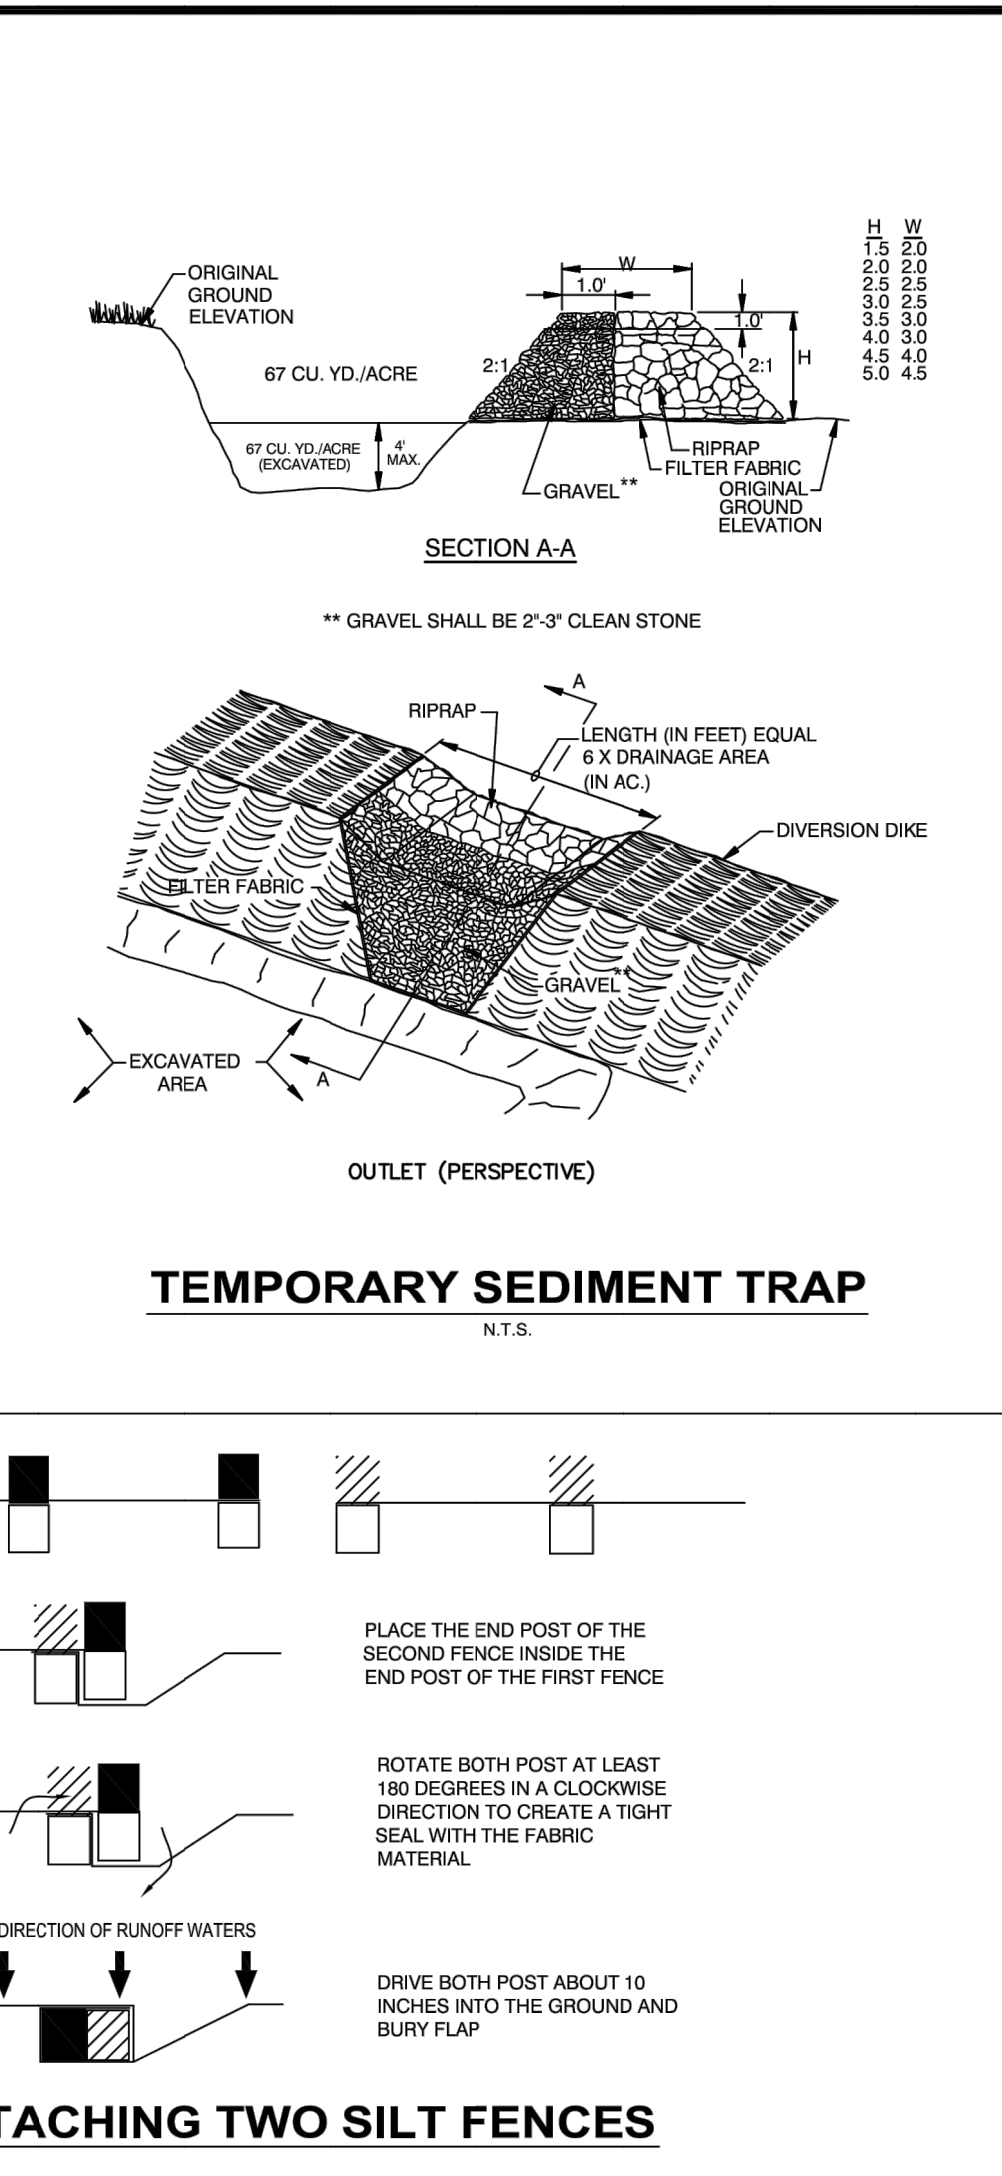 H W
1.5 2.0
2.0 2.0
2.5 2.5
3.0 2.5
3.5 3.0
4.0 3.0
4.5 4.0
5.0 4.5
ORIGINAL
GROUND
ELEVATION
W
1.0'
1.0'
2:1
2:1
H
67 CU. YD./ACRE
67 CU. YD./ACRE
(EXCAVATED)
4'
MAX.
RIPRAP
FILTER FABRIC
GRAVEL**
ORIGINAL
GROUND
ELEVATION
SECTION A-A
** GRAVEL SHALL BE 2"-3" CLEAN STONE
A
RIPRAP
LENGTH (IN FEET) EQUAL
6 X DRAINAGE AREA
(IN AC.)
DIVERSION DIKE
FILTER FABRIC
GRAVEL**
EXCAVATED
AREA
A
OUTLET (PERSPECTIVE)
TEMPORARY SEDIMENT TRAP
N.T.S.
PLACE THE END POST OF THE
SECOND FENCE INSIDE THE
END POST OF THE FIRST FENCE
ROTATE BOTH POST AT LEAST
180 DEGREES IN A CLOCKWISE
DIRECTION TO CREATE A TIGHT
SEAL WITH THE FABRIC
MATERIAL
DIRECTION OF RUNOFF WATERS
DRIVE BOTH POST ABOUT 10
INCHES INTO THE GROUND AND
BURY FLAP
TACHING TWO SILT FENCES